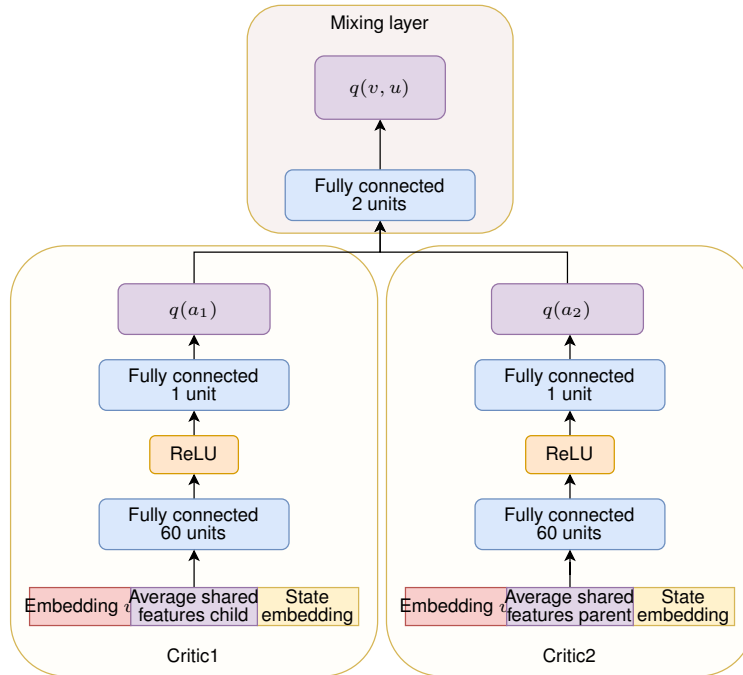 Mixing layer
q(v, u)
Fully connected
2 units
q(a₁)
Fully connected
1 unit
ReLU
Fully connected
60 units
Embedding
Average shared
features child
State
embedding
Critic1
q(a₂)
Fully connected
1 unit
ReLU
Fully connected
60 units
Embedding
Average shared
features parent
State
embedding
Critic2